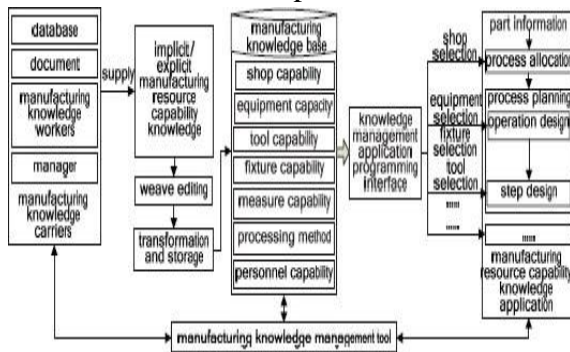 database
document
manufacturing
knowledge
workers
manager
manufacturing
knowledge
carriers
supply
implicit/
explicit
manufacturing
resource
capability
knowledge
weave editing
transformation
and storage
manufacturing
knowledge base
shop capability
equipment capacity
tool capability
fixture capability
measure capability
processing method
personnel capability
knowledge
management
application
programming
interface
shop
selection
equipment
selection
fixture
selection
tool
selection
......
......
part information
process allocation
process planning
operation design
step design
......
manufacturing
resource capability
knowledge
application
manufacturing knowledge management tool